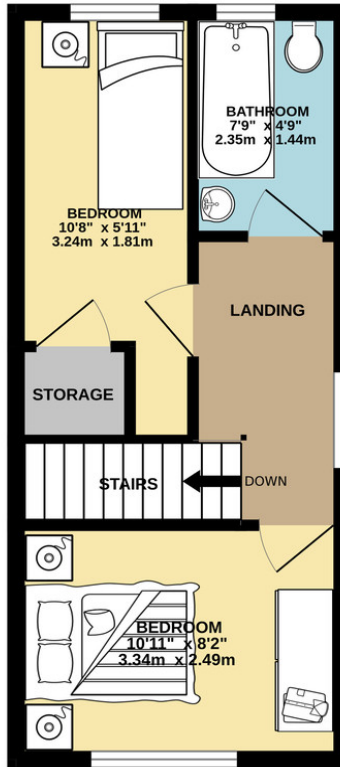 BATHROOM
7'9" x 4'9"
2.35m x 1.44m
BEDROOM
10'8" x 5'11"
3.24m x 1.81m
LANDING
STORAGE
STAIRS
DOWN
BEDROOM
10'11" x 8'2"
3.34m x 2.49m